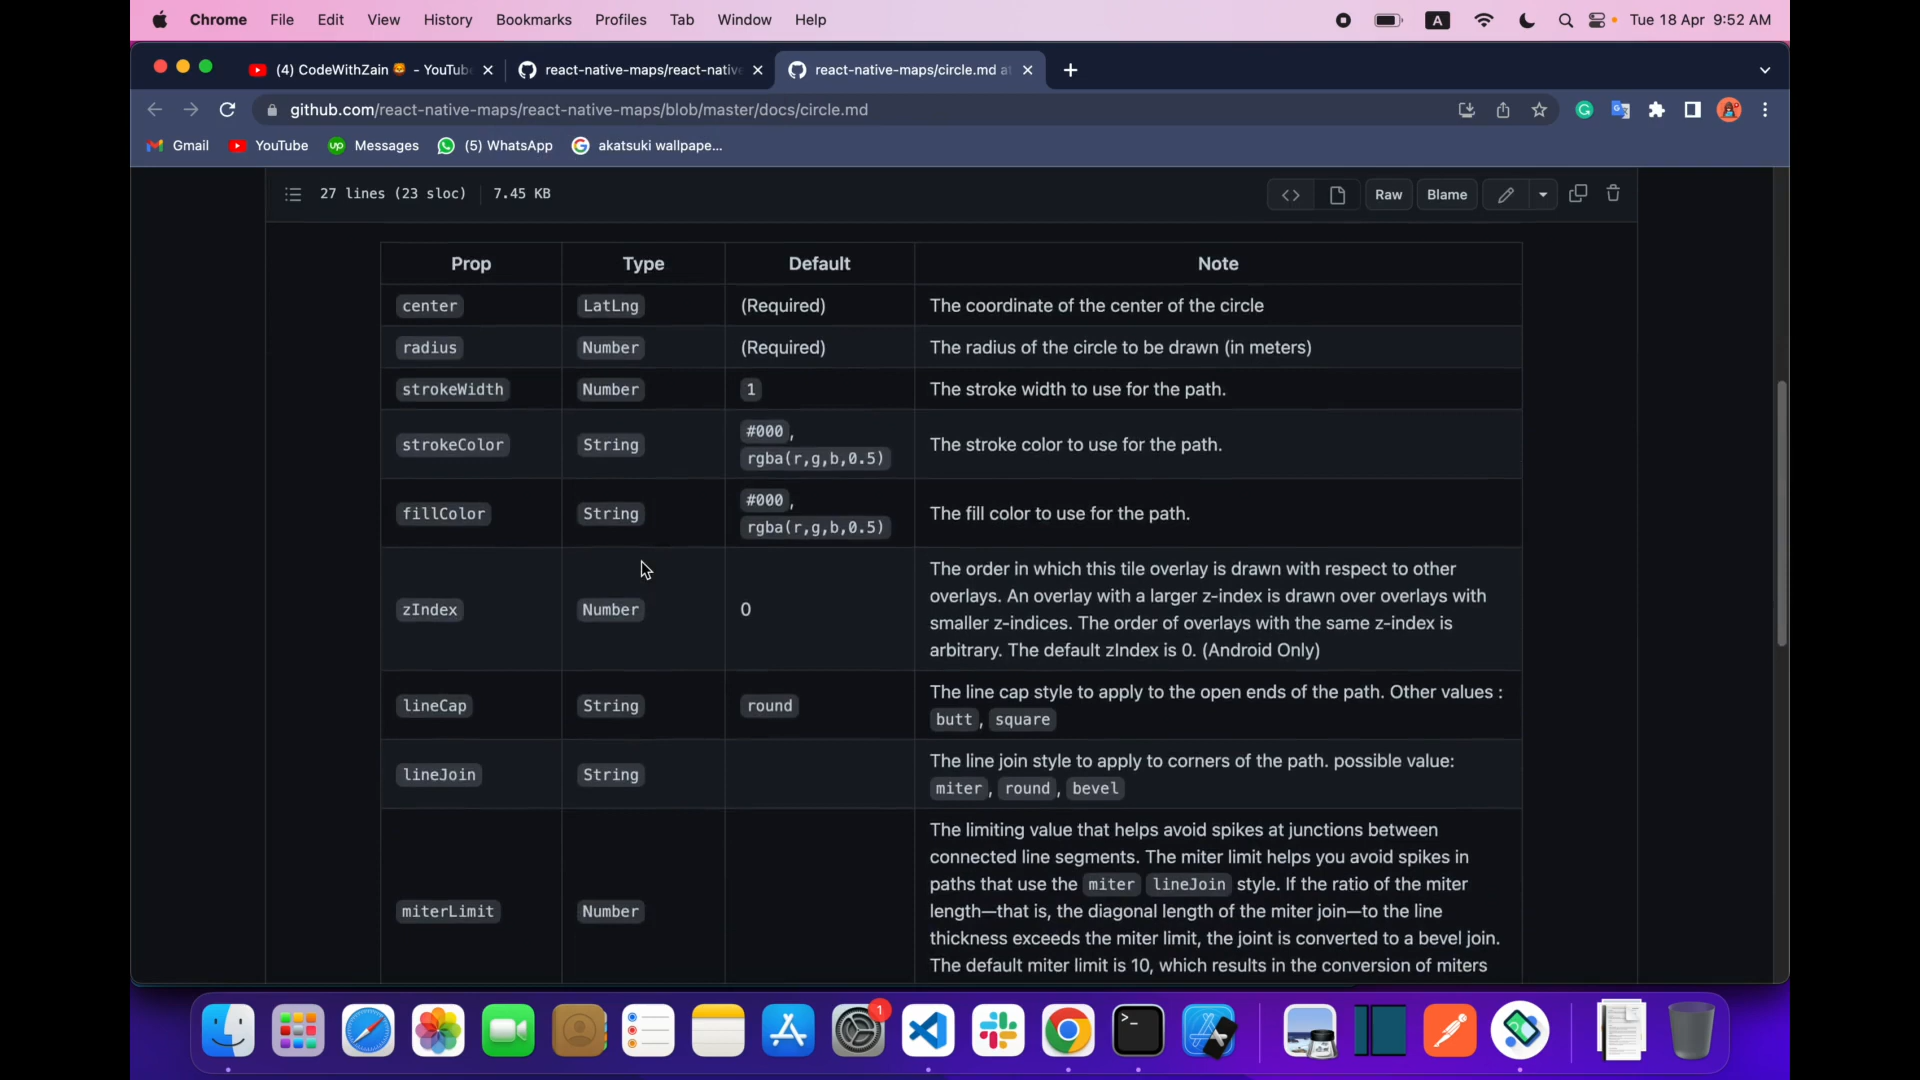 Chrome File Edit View History Bookmarks Profiles Tab Window Help A Tue 18 Apr 9:52 AM
(4) CodeWithZain 🦁 - YouTube react-native-maps/react-native react-native-maps/circle.md at
github.com/react-native-maps/react-native-maps/blob/master/docs/circle.md
Gmail YouTube up Messages (5) WhatsApp akatsuki wallpape...
27 lines (23 sloc) 7.45 KB Raw Blame
Prop Type Default Note
center LatLng (Required) The coordinate of the center of the circle
radius Number (Required) The radius of the circle to be drawn (in meters)
strokeWidth Number 1 The stroke width to use for the path.
strokeColor String #000,
rgba(r,g,b,0.5) The stroke color to use for the path.
fillColor String #000,
rgba(r,g,b,0.5) The fill color to use for the path.
zIndex Number 0 The order in which this tile overlay is drawn with respect to other
overlays. An overlay with a larger z-index is drawn over overlays with
smaller z-indices. The order of overlays with the same z-index is
arbitrary. The default zIndex is 0. (Android Only)
lineCap String round The line cap style to apply to the open ends of the path. Other values :
butt, square
lineJoin String The line join style to apply to corners of the path. possible value:
miter, round, bevel
miterLimit Number The limiting value that helps avoid spikes at junctions between
connected line segments. The miter limit helps you avoid spikes in
paths that use the miter lineJoin style. If the ratio of the miter
length—that is, the diagonal length of the miter join—to the line
thickness exceeds the miter limit, the joint is converted to a bevel join.
The default miter limit is 10, which results in the conversion of miters
1